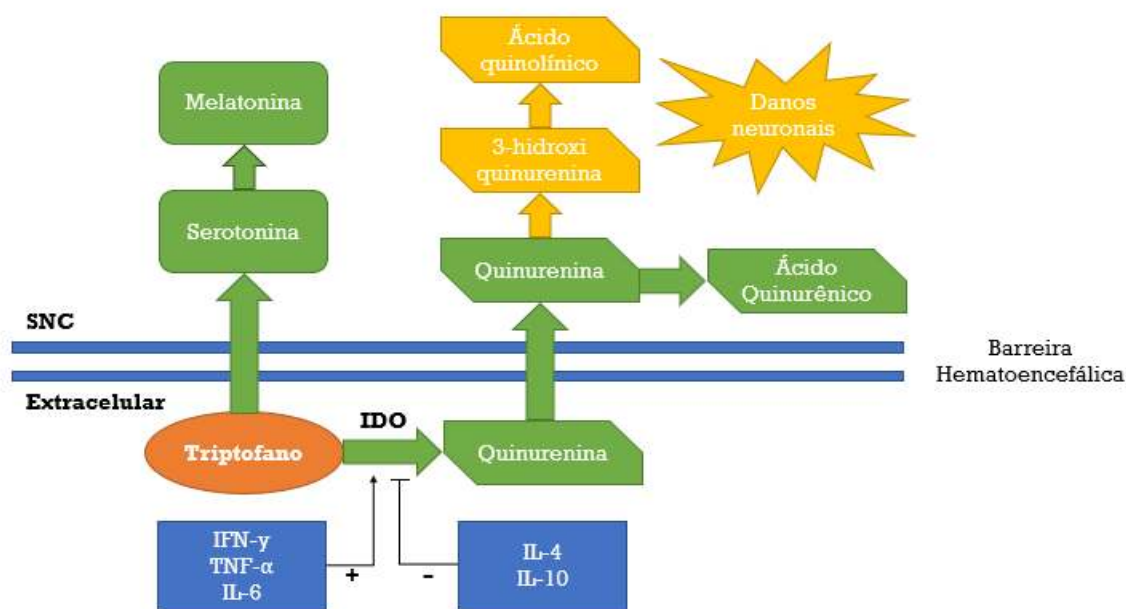 Ácido
quinolínico
Danos
neuronais
Melatonina
3-hidroxi
quinurenina
Serotonina
Quinurenina
Ácido
Quinurênico
SNC
Barreira
Hematoencefálica
Extracelular
IDO
Triptofano
Quinurenina
IFN-y
TNF-α
IL-6
+
-
IL-4
IL-10